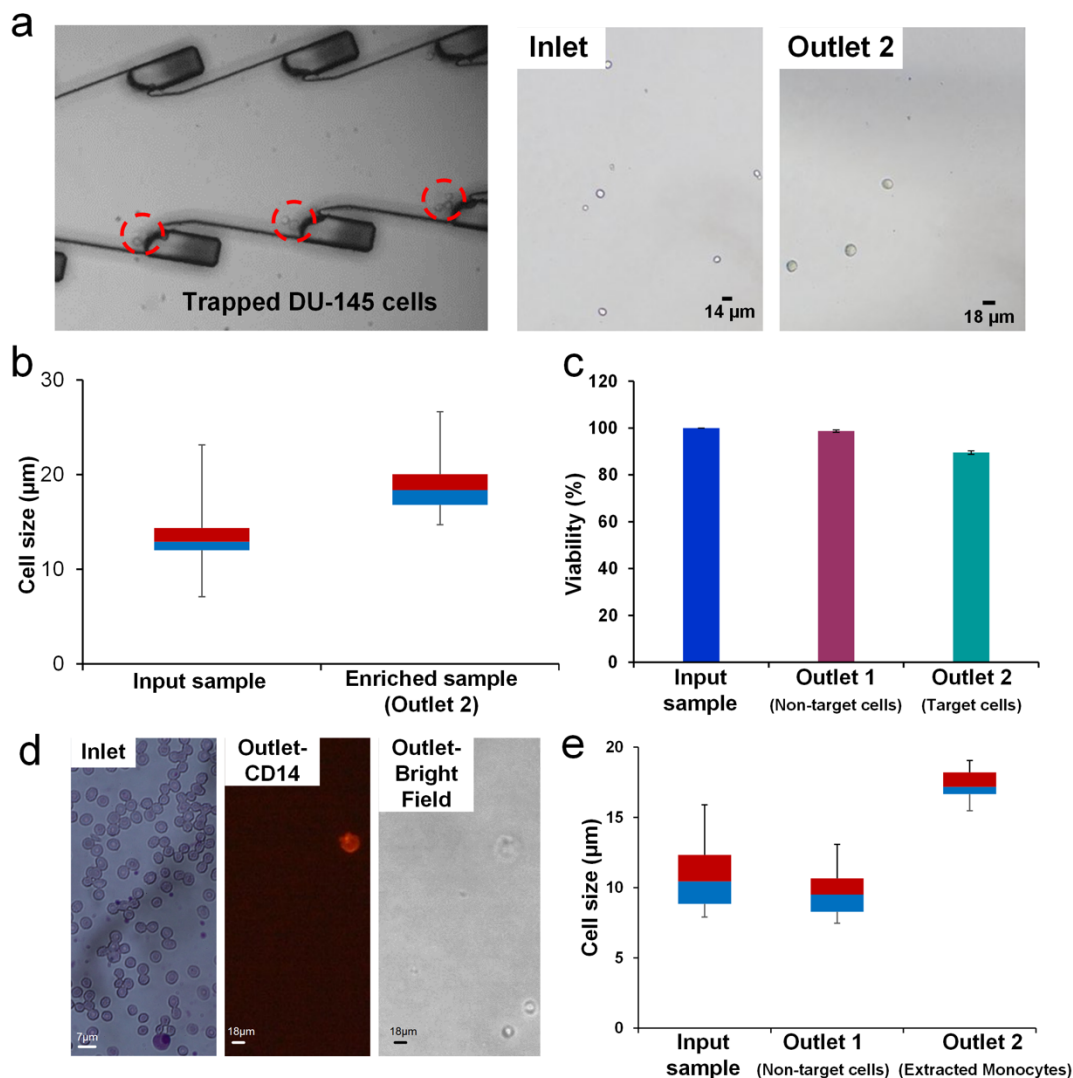 a
Trapped DU-145 cells
Inlet
14 µm
Outlet 2
18 µm
b
Cell size (µm)
30
20
10
0
Input sample
Enriched sample
(Outlet 2)
c
Viability (%)
120
100
80
60
40
20
0
Input
sample
Outlet 1
(Non-target cells)
Outlet 2
(Target cells)
d
Inlet
7µm
Outlet-
CD14
18µm
Outlet-
Bright
Field
18µm
e
Cell size (µm)
20
15
10
5
0
Input
sample
Outlet 1
(Non-target cells)
Outlet 2
(Extracted Monocytes)